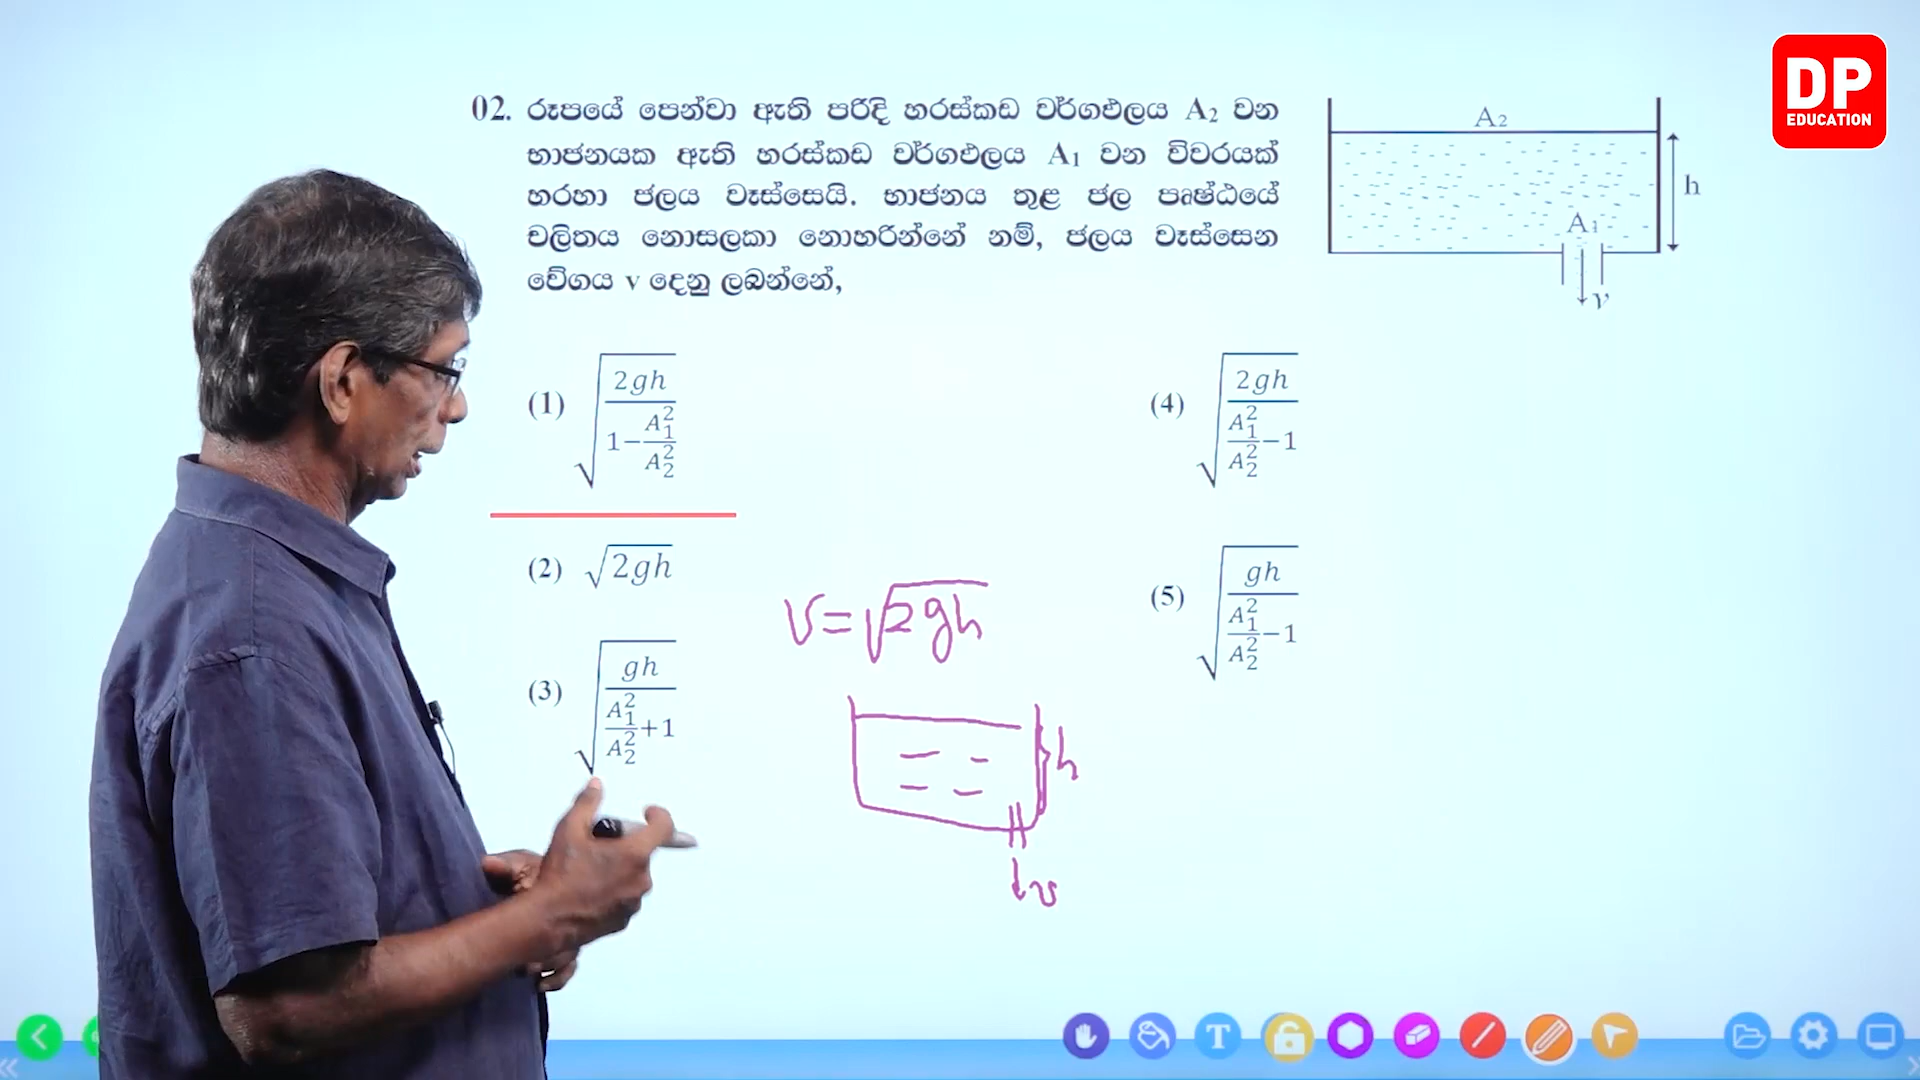 DP
EDUCATION
02. රූපයේ පෙන්වා ඇති පරිදි හරස්කඩ වර්ගඵලය A₂ වන
භාජනයක ඇති හරස්කඩ වර්ගඵලය A₁ වන විවරයක්
හරහා ජලය වෑස්සෙයි. භාජනය තුළ ජල පෘෂ්ඨයේ
චලිතය නොසලකා නොහරින්නේ නම්, ජලය වෑස්සෙන
වේගය v දෙනු ලබන්නේ,
A₂
h
A₁
v
(1) √(2gh / (1 − A₁²/A₂²))
(2) √2gh
(3) √(gh / (A₁²/A₂² + 1))
(4) √(2gh / (A₁²/A₂² − 1))
(5) √(gh / (A₁²/A₂² − 1))
V = √2gh
h
v
T